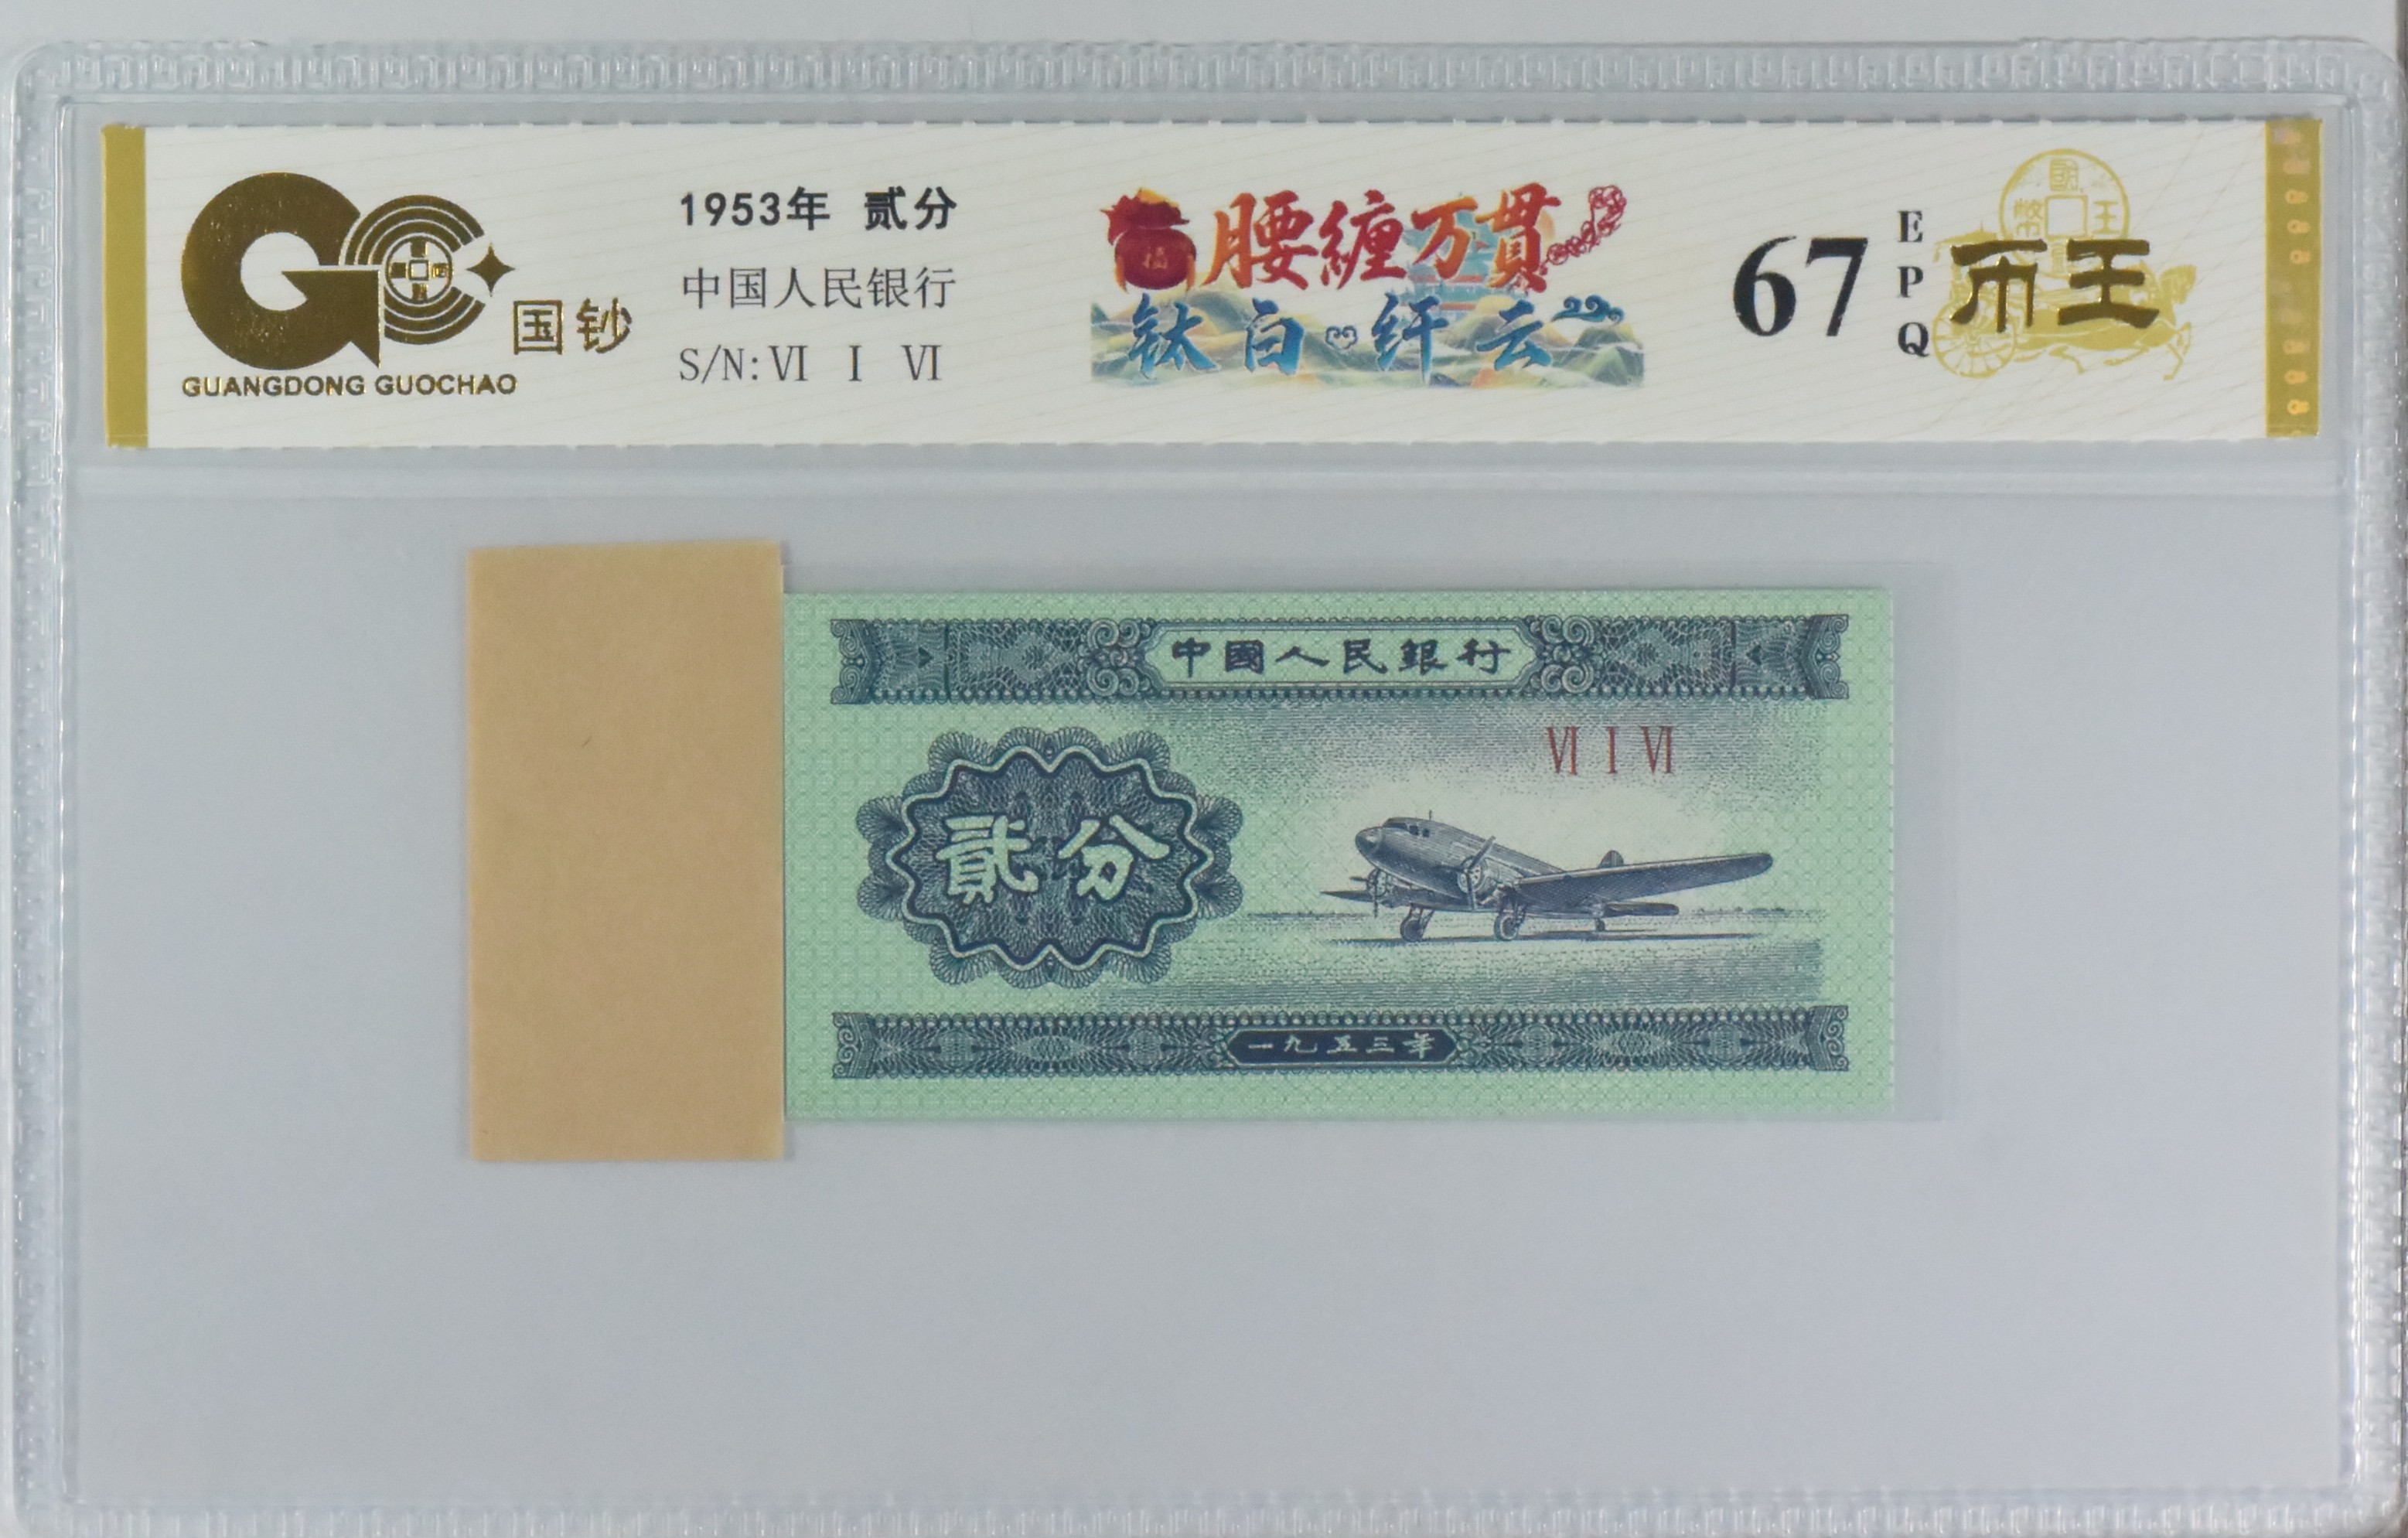 国钞
GUANGDONG GUOCHAO
1953年 贰分
中国人民银行
S/N:Ⅵ Ⅰ Ⅵ
腰缠万贯
钛白·纤云
67
EPQ
币王
中國人民銀行
Ⅵ Ⅰ Ⅵ
貳分
一九五三年